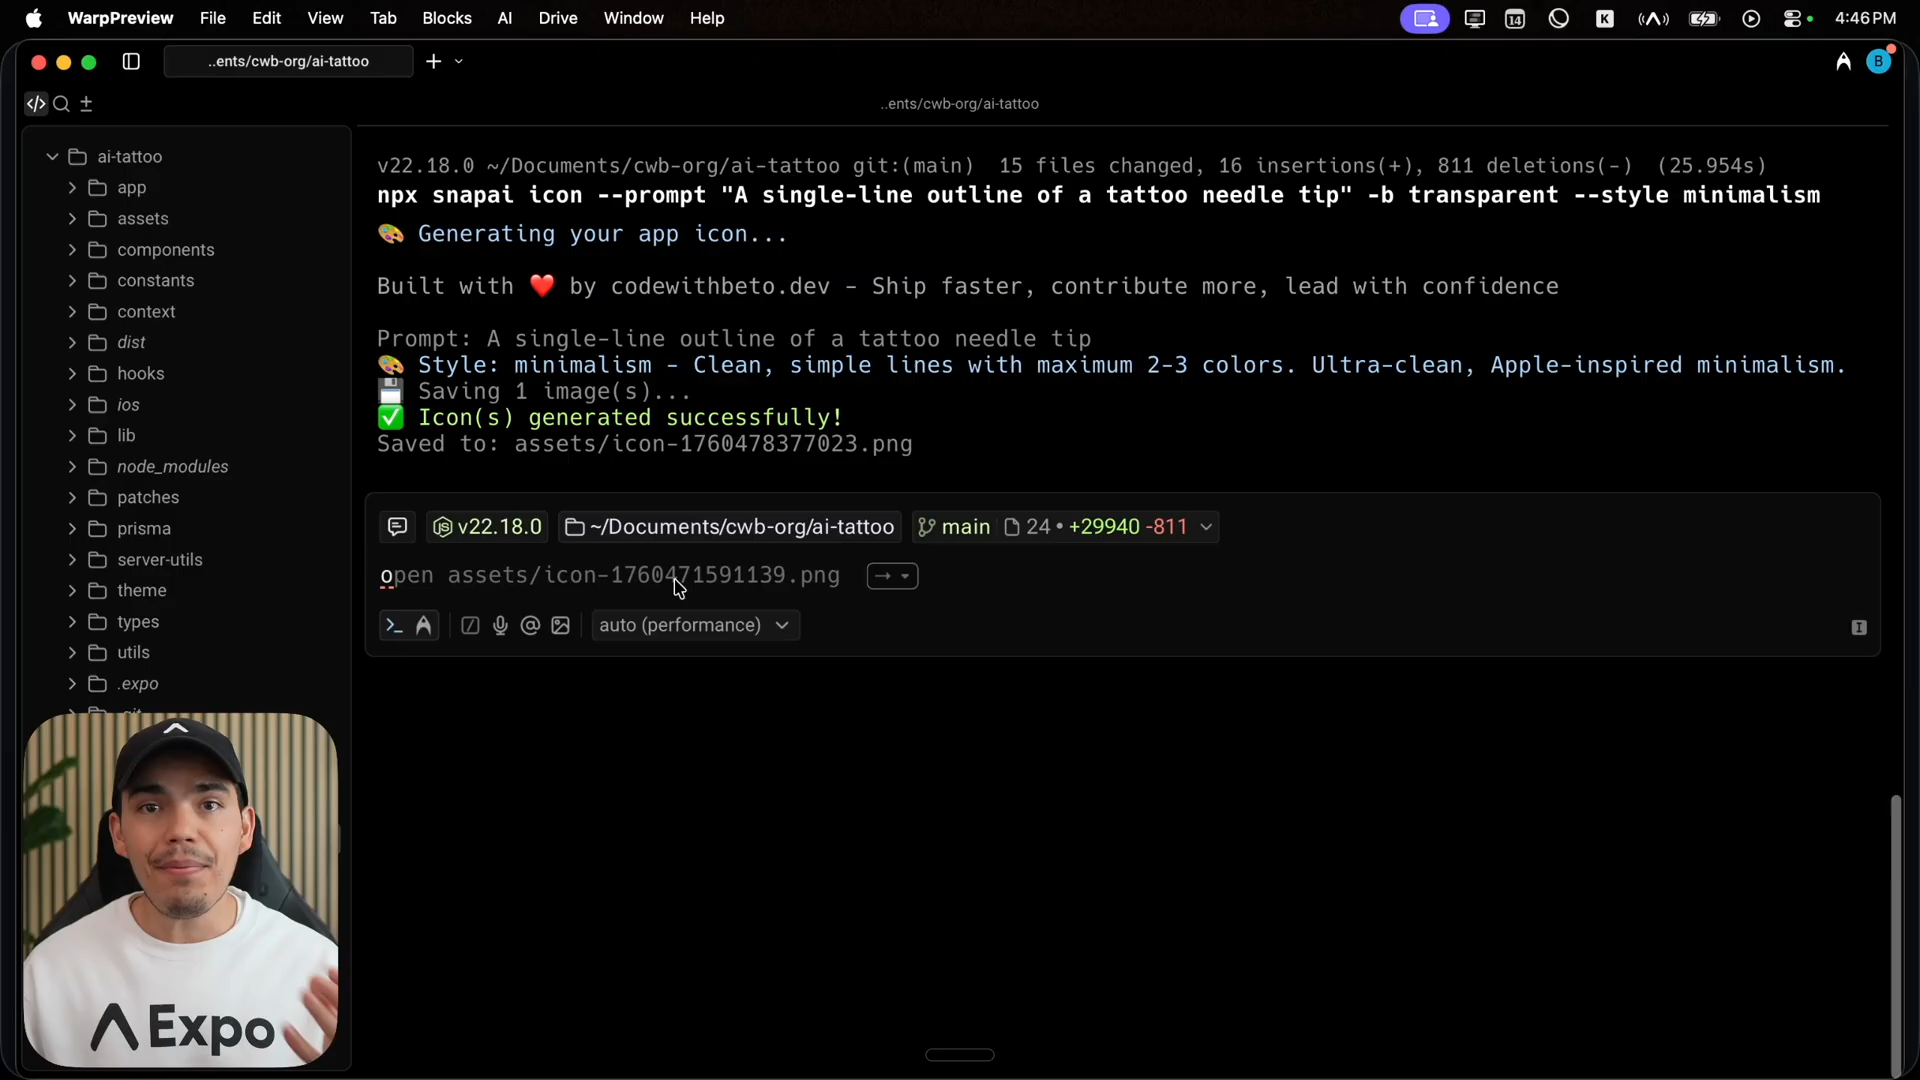 WarpPreview File Edit View Tab Blocks AI Drive Window Help 14 K 4:46 PM
..ents/cwb-org/ai-tattoo B
..ents/cwb-org/ai-tattoo
ai-tattoo
app
assets
components
constants
context
dist
hooks
ios
lib
node_modules
patches
prisma
server-utils
theme
types
utils
.expo
v22.18.0 ~/Documents/cwb-org/ai-tattoo git:(main) 15 files changed, 16 insertions(+), 811 deletions(-) (25.954s)
npx snapai icon --prompt "A single-line outline of a tattoo needle tip" -b transparent --style minimalism
🎨 Generating your app icon...
Built with ❤️ by codewithbeto.dev – Ship faster, contribute more, lead with confidence
Prompt: A single-line outline of a tattoo needle tip
🎨 Style: minimalism - Clean, simple lines with maximum 2-3 colors. Ultra-clean, Apple-inspired minimalism.
💾 Saving 1 image(s)...
✅ Icon(s) generated successfully!
Saved to: assets/icon-1760478377023.png
v22.18.0 ~/Documents/cwb-org/ai-tattoo main 24 • +29940 -811
open assets/icon-1760471591139.png
auto (performance)
Expo